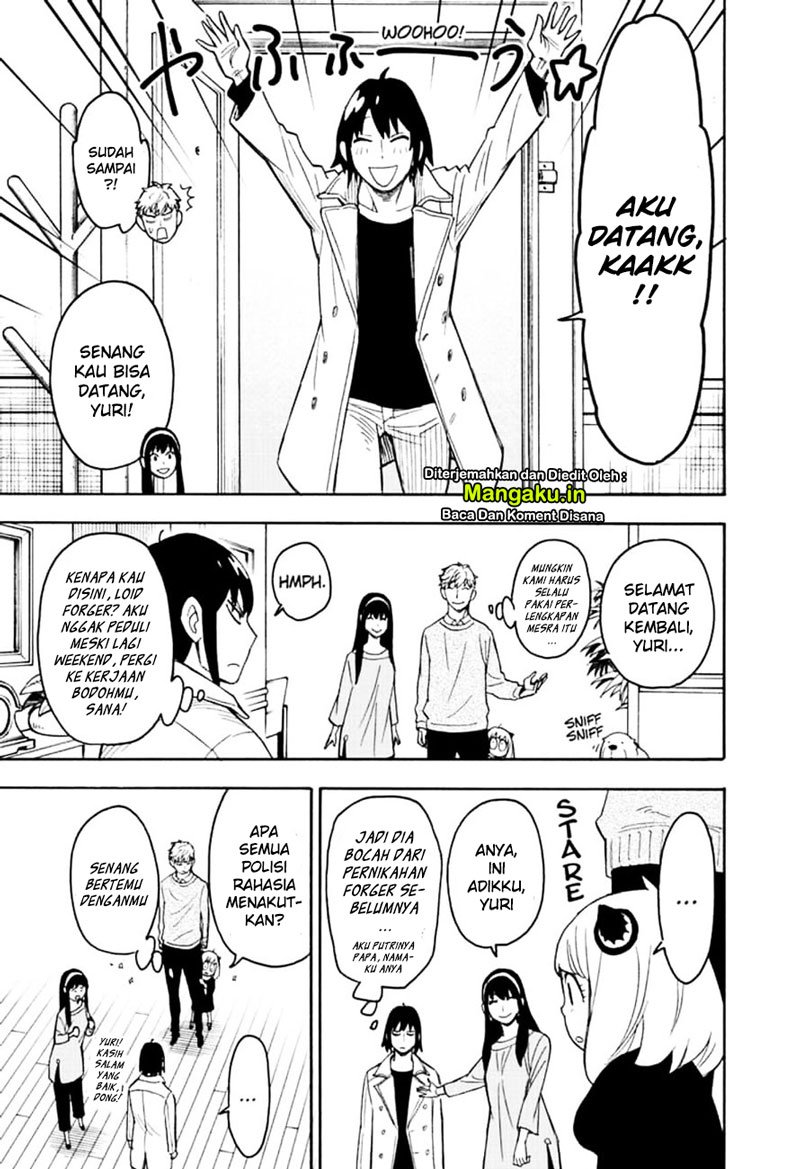 AKU
DATANG,
KAAKK
!!
WOOHOO!
やふふーう☆
SUDAH
SAMPAI
?!
SENANG
KAU BISA
DATANG,
YURI!
Diterjemahkan dan Diedit Oleh :
Mangaku.in
Baca Dan Koment Disana
SELAMAT
DATANG
KEMBALI,
YURI...
MUNGKIN
KAMI HARUS
SELALU
PAKAI PER-
LENGKAPAN
MESRA ITU
...
SNIFF
SNIFF
HMPH.
KENAPA KAU
DISINI, LOID
FORGER? AKU
NGGAK PEDULI
MESKI LAGI
WEEKEND, PERGI
KE KERJAAN
BODOHMU,
SANA!
...
STARE
ANYA,
INI
ADIKKU,
YURI
JADI DIA
BOCAH DARI
PERNIKAHAN
FORGER SE-
BELUMNYA
...
AKU PUTRINYA
PAPA, NAMA-
KU ANYA
APA
SEMUA
POLISI
RAHASIA
MENAKUT-
KAN?
SENANG
BERTEMU
DENGANMU
YURI!
KASIH
SALAM
YANG
BAIK,
DONG!
...